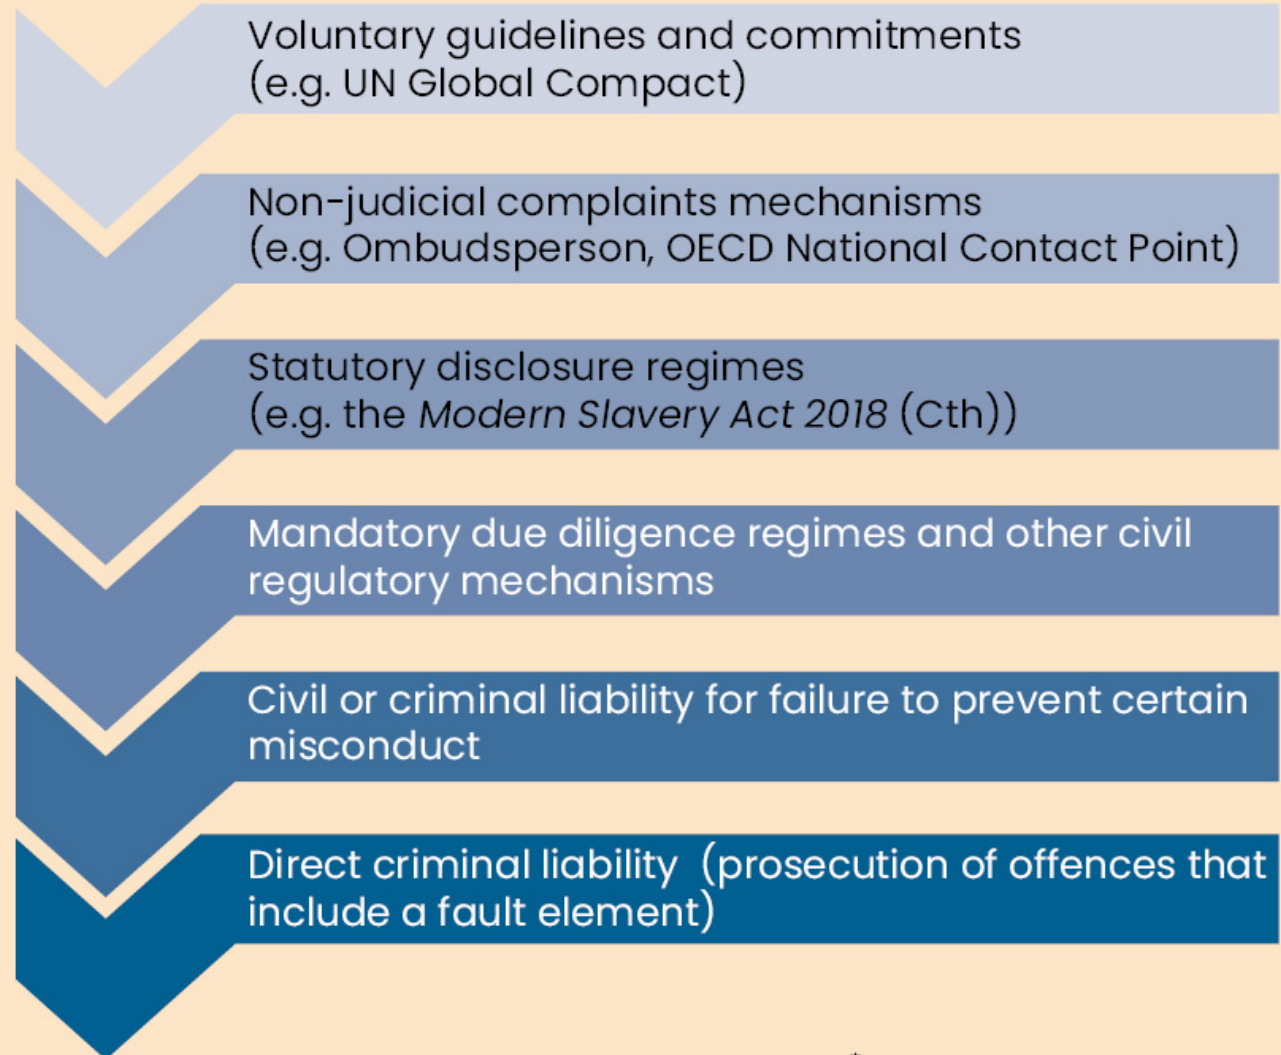 Voluntary guidelines and commitments
(e.g. UN Global Compact)
Non-judicial complaints mechanisms
(e.g. Ombudsperson, OECD National Contact Point)
Statutory disclosure regimes
(e.g. the Modern Slavery Act 2018 (Cth))
Mandatory due diligence regimes and other civil
regulatory mechanisms
Civil or criminal liability for failure to prevent certain
misconduct
Direct criminal liability (prosecution of offences that
include a fault element)